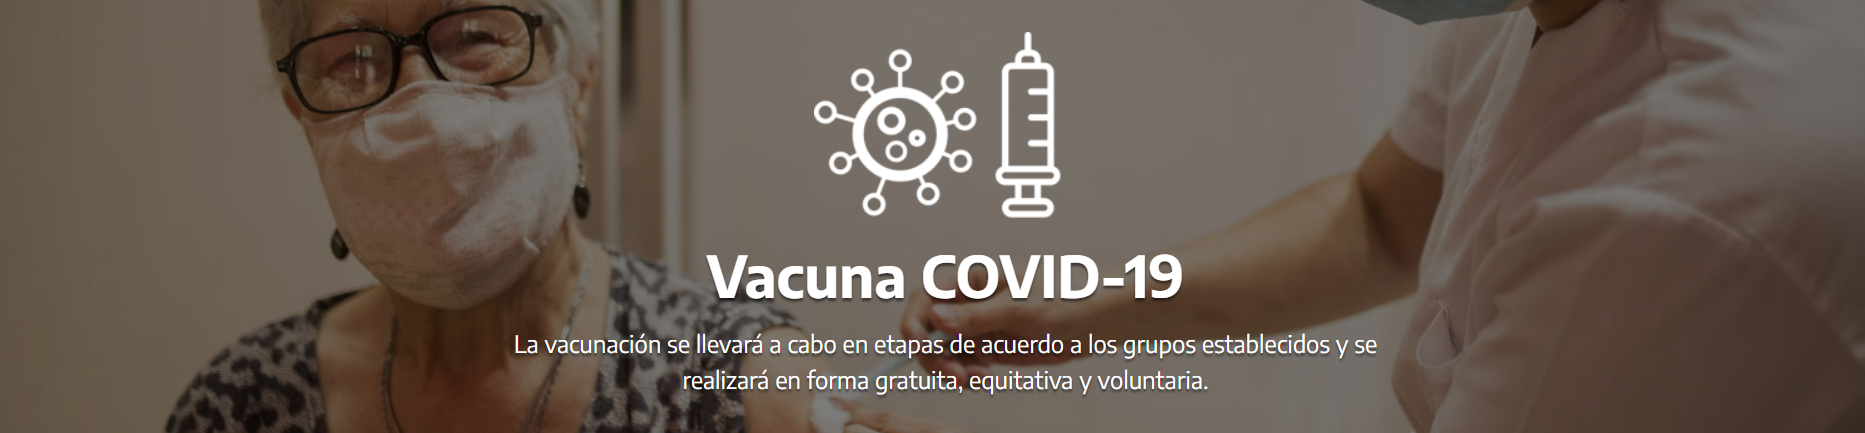 Vacuna COVID-19
La vacunación se llevará a cabo en etapas de acuerdo a los grupos establecidos y se
realizará en forma gratuita, equitativa y voluntaria.